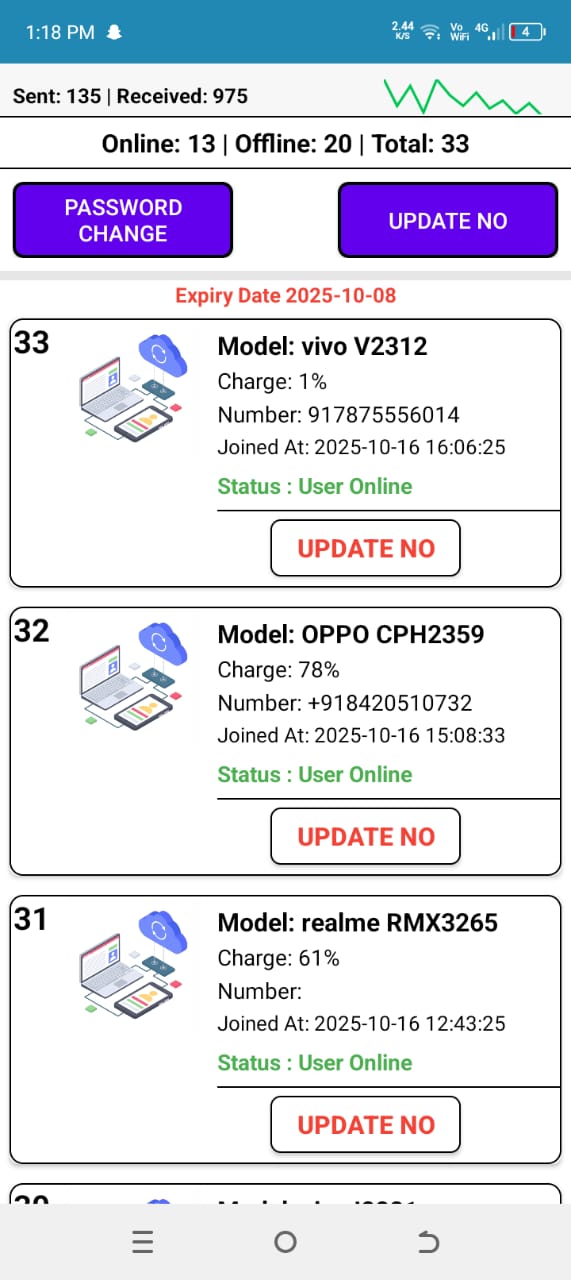 1:18 PM
2.44 K/S Vo WiFi 4G 4
Sent: 135 | Received: 975
Online: 13 | Offline: 20 | Total: 33
PASSWORD
CHANGE
UPDATE NO
Expiry Date 2025-10-08
33
Model: vivo V2312
Charge: 1%
Number: 917875556014
Joined At: 2025-10-16 16:06:25
Status : User Online
UPDATE NO
32
Model: OPPO CPH2359
Charge: 78%
Number: +918420510732
Joined At: 2025-10-16 15:08:33
Status : User Online
UPDATE NO
31
Model: realme RMX3265
Charge: 61%
Number:
Joined At: 2025-10-16 12:43:25
Status : User Online
UPDATE NO